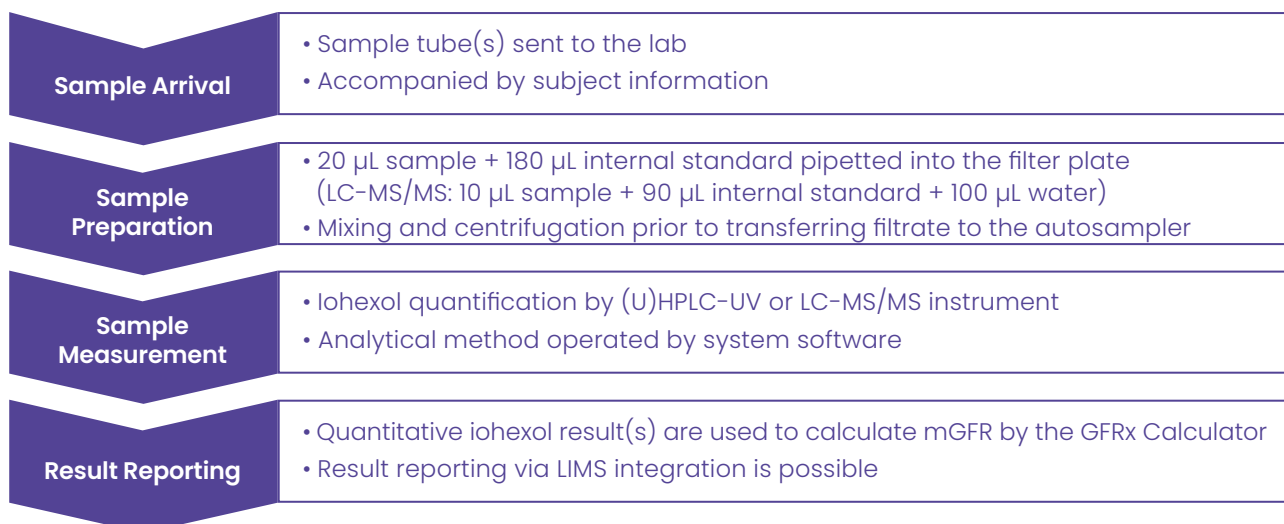 Sample Arrival
• Sample tube(s) sent to the lab
• Accompanied by subject information
Sample
Preparation
• 20 µL sample + 180 µL internal standard pipetted into the filter plate
(LC-MS/MS: 10 µL sample + 90 µL internal standard + 100 µL water)
• Mixing and centrifugation prior to transferring filtrate to the autosampler
Sample
Measurement
• Iohexol quantification by (U)HPLC-UV or LC-MS/MS instrument
• Analytical method operated by system software
Result Reporting
• Quantitative iohexol result(s) are used to calculate mGFR by the GFRx Calculator
• Result reporting via LIMS integration is possible